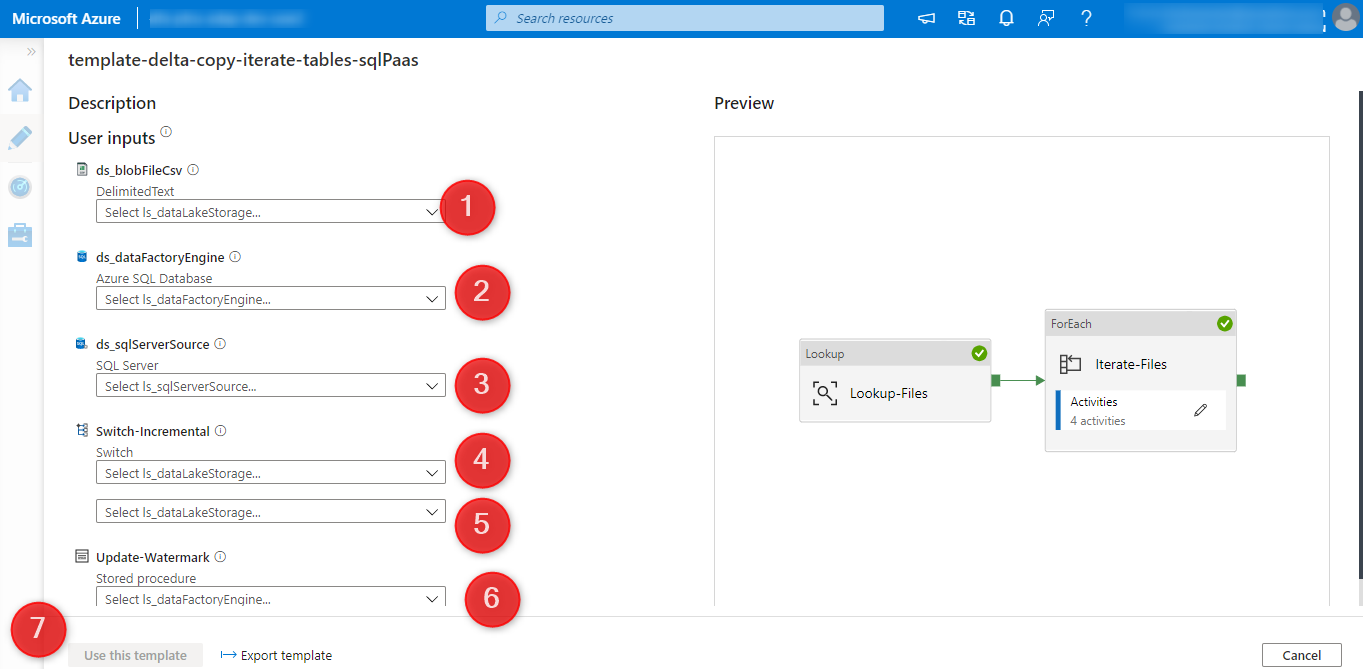 Microsoft Azure
Search resources
template-delta-copy-iterate-tables-sqlPaas
Description
User inputs
ds_blobFileCsv
DelimitedText
Select ls_dataLakeStorage...
1
ds_dataFactoryEngine
Azure SQL Database
Select ls_dataFactoryEngine...
2
ds_sqlServerSource
SQL Server
Select ls_sqlServerSource...
3
Switch-Incremental
Switch
Select ls_dataLakeStorage...
4
Select ls_dataLakeStorage...
5
Update-Watermark
Stored procedure
Select ls_dataFactoryEngine...
6
7
Use this template
Export template
Preview
Lookup
Lookup-Files
ForEach
Iterate-Files
Activities
4 activities
Cancel